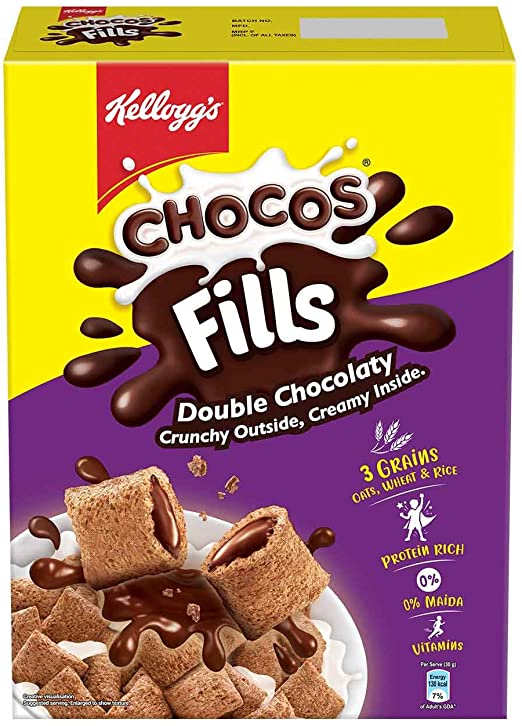 CHOCOS
Fills
BATCH NO.
MFD.
MRP ₹
(INCL. OF ALL TAXES)
Kellogg's
CHOCOS®
Fills
Double Chocolaty
Crunchy Outside, Creamy Inside.
3 GRAINS
OATS, WHEAT & RICE
PROTEIN RICH
0%
0% MAIDA
VITAMINS
Per Serve (30 g)
Energy
130 kcal
7%
of Adult's GDA*
Creative visualisation
Suggested serving. Enlarged to show texture